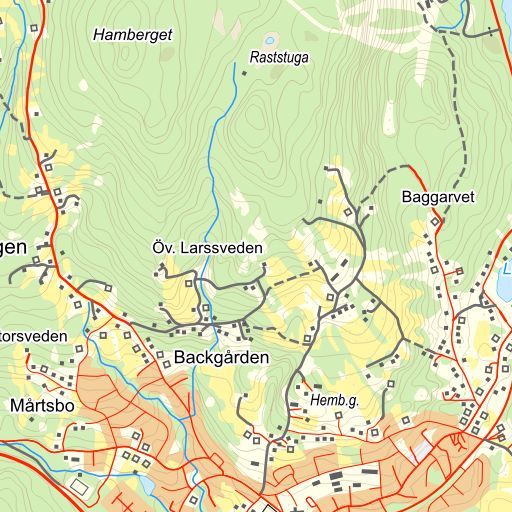 Hamberget
Raststuga
Baggarvet
gen
Öv. Larssveden
torsveden
Backgården
Mårtsbo
Hemb.g.
L